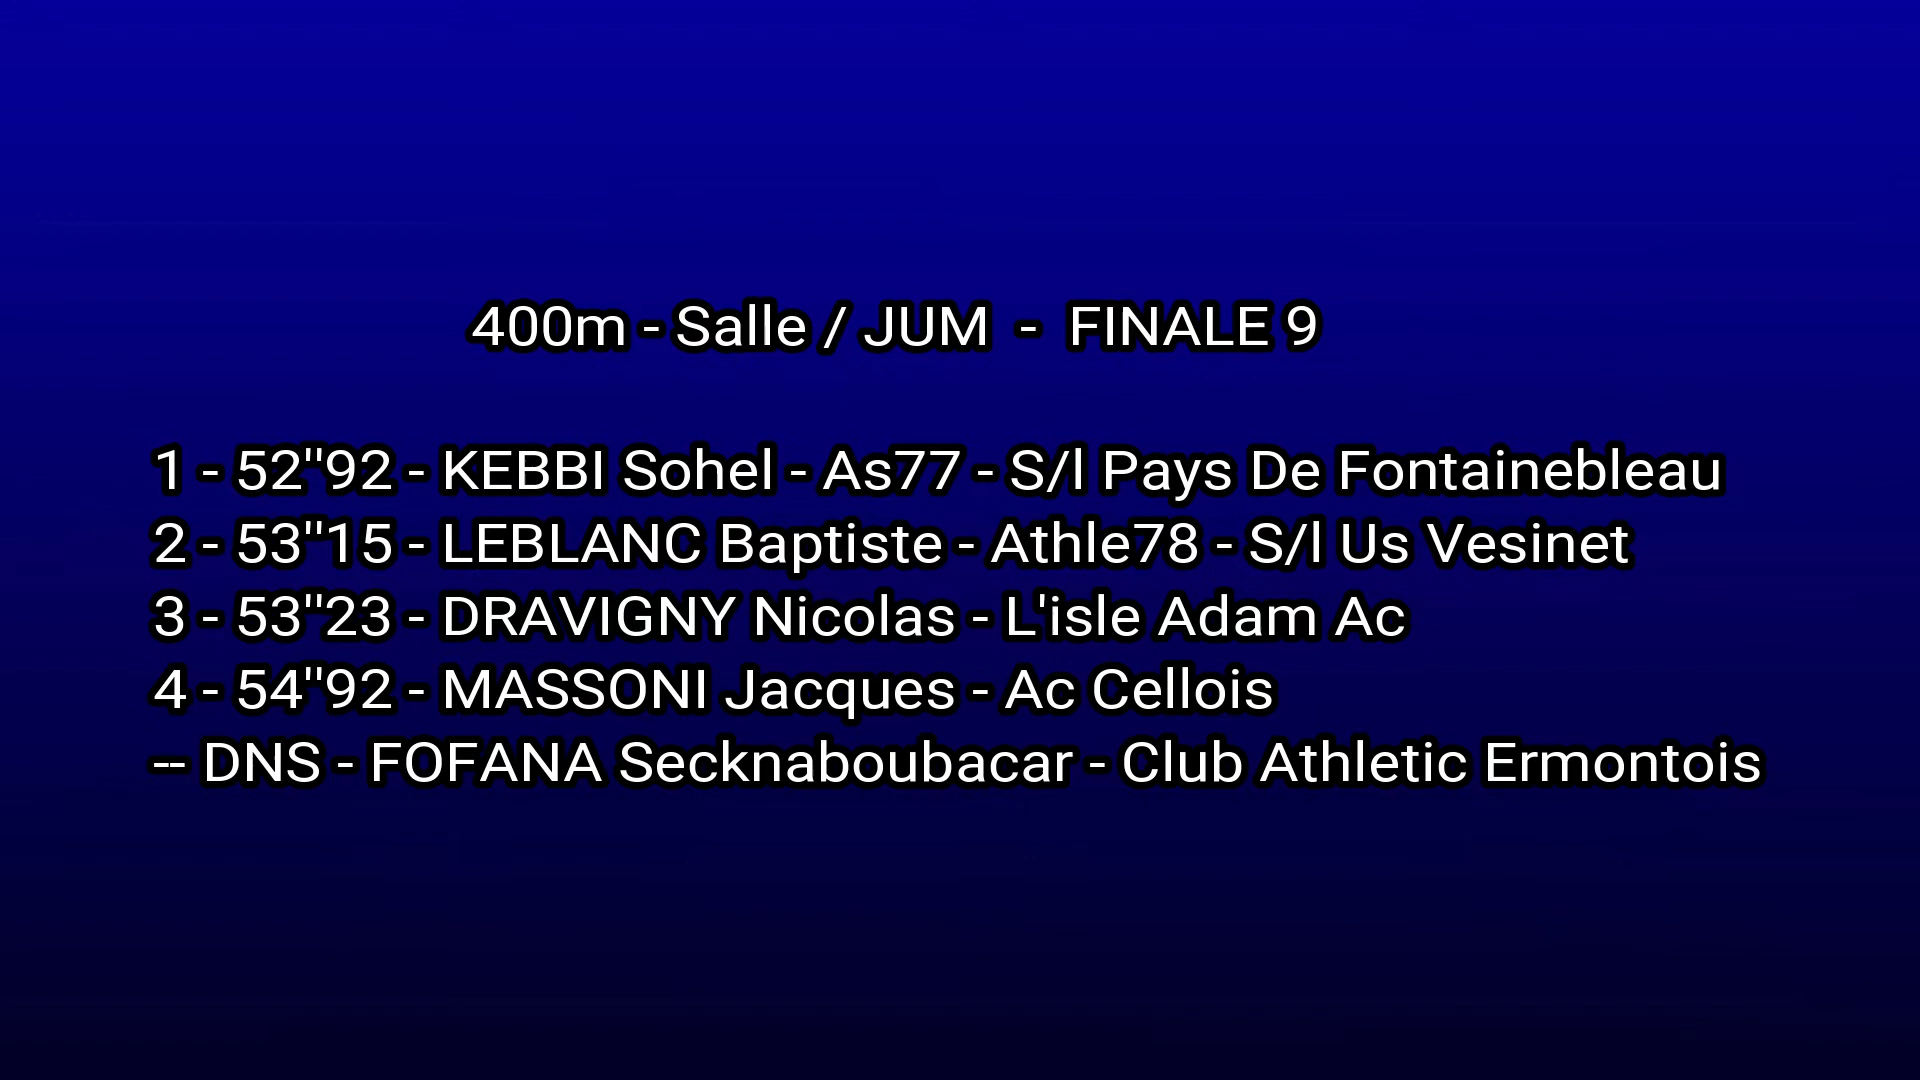 400m - Salle / JUM - FINALE 9
1 - 52"92 - KEBBI Sohel - As77 - S/l Pays De Fontainebleau
2 - 53"15 - LEBLANC Baptiste - Athle78 - S/l Us Vesinet
3 - 53"23 - DRAVIGNY Nicolas - L'isle Adam Ac
4 - 54"92 - MASSONI Jacques - Ac Cellois
-- DNS - FOFANA Secknaboubacar - Club Athletic Ermontois